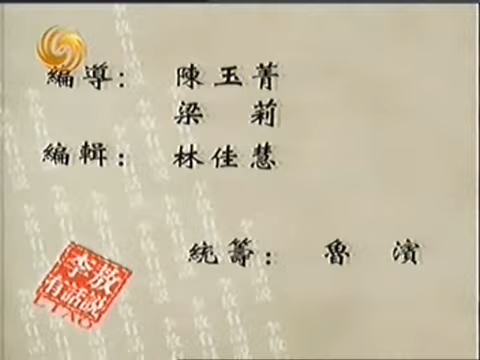 編導： 陳玉菁
梁 莉
編輯： 林佳慧
統籌： 魯 濱
李敖
有話說